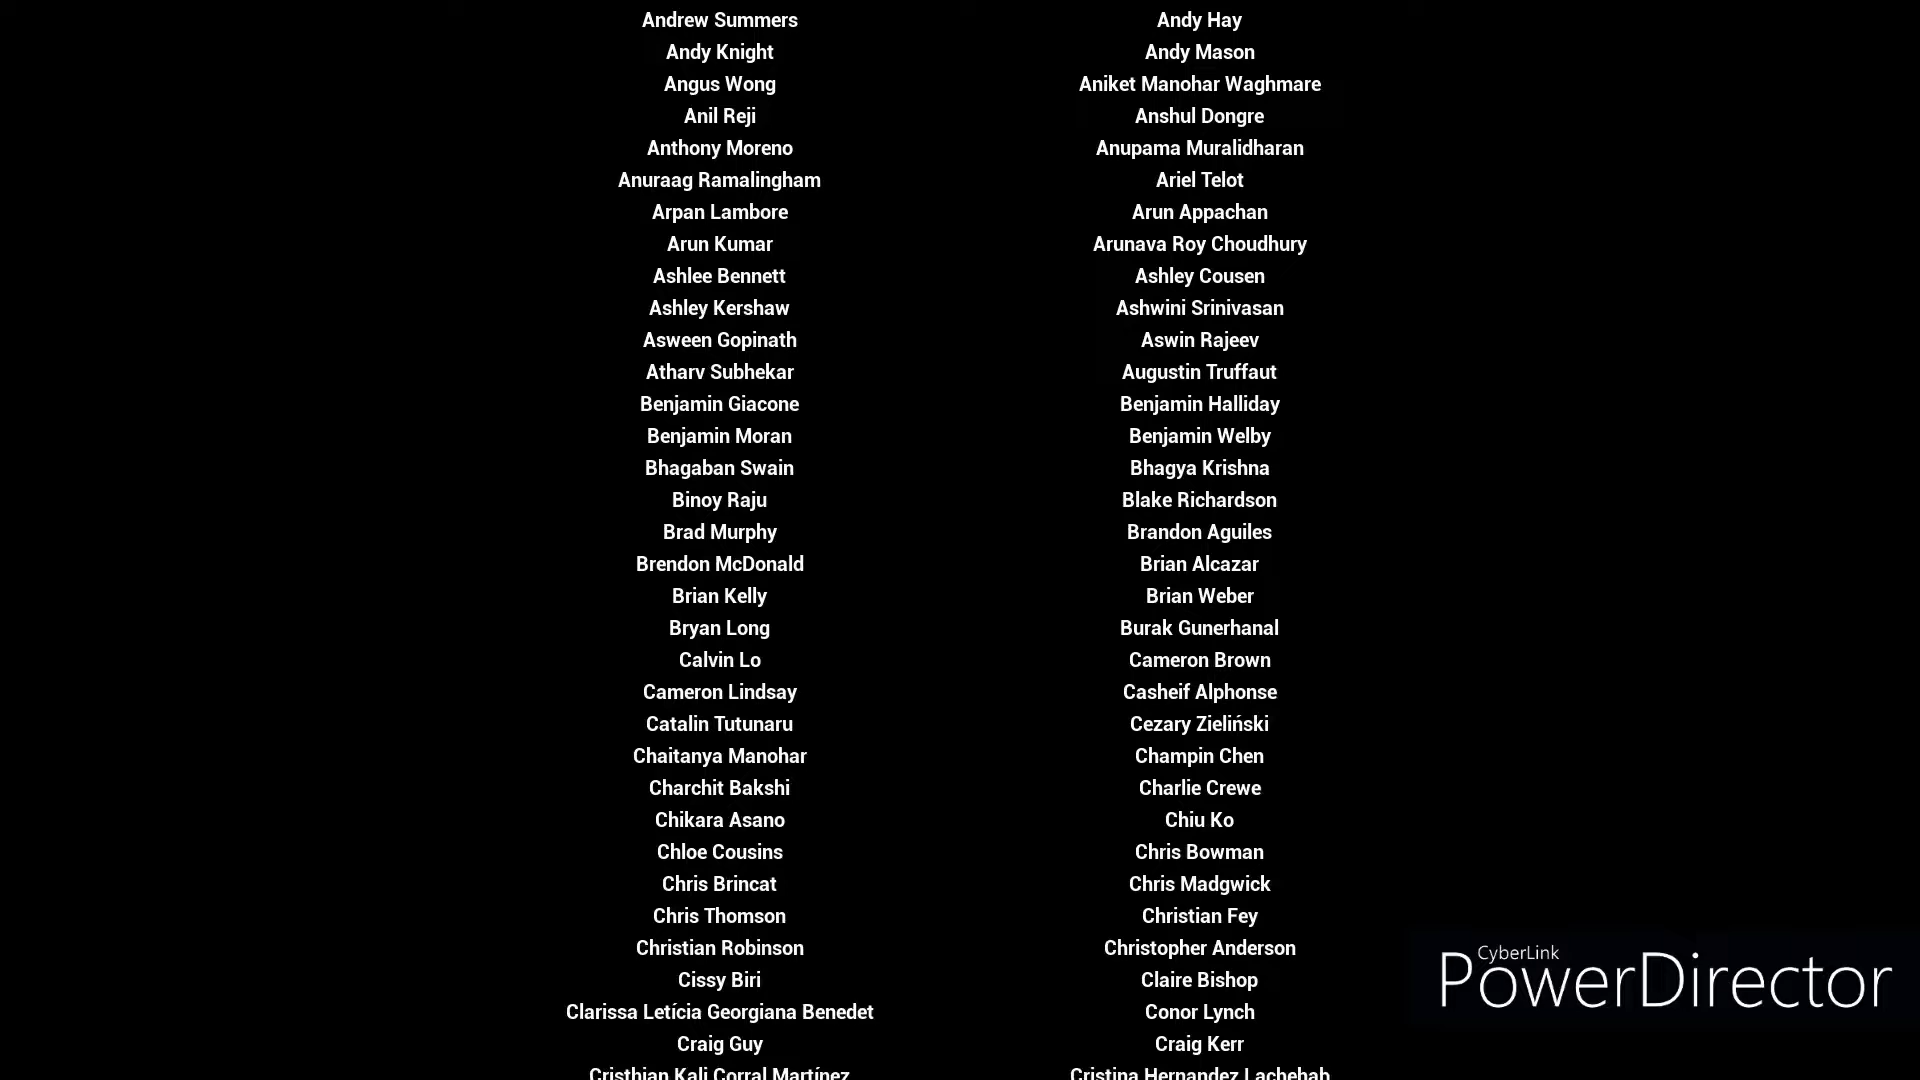 Andrew Summers
Andy Hay
Andy Knight
Andy Mason
Angus Wong
Aniket Manohar Waghmare
Anil Reji
Anshul Dongre
Anthony Moreno
Anupama Muralidharan
Anuraag Ramalingham
Ariel Telot
Arpan Lambore
Arun Appachan
Arun Kumar
Arunava Roy Choudhury
Ashlee Bennett
Ashley Cousen
Ashley Kershaw
Ashwini Srinivasan
Asween Gopinath
Aswin Rajeev
Atharv Subhekar
Augustin Truffaut
Benjamin Giacone
Benjamin Halliday
Benjamin Moran
Benjamin Welby
Bhagaban Swain
Bhagya Krishna
Binoy Raju
Blake Richardson
Brad Murphy
Brandon Aguiles
Brendon McDonald
Brian Alcazar
Brian Kelly
Brian Weber
Bryan Long
Burak Gunerhanal
Calvin Lo
Cameron Brown
Cameron Lindsay
Casheif Alphonse
Catalin Tutunaru
Cezary Zieliński
Chaitanya Manohar
Champin Chen
Charchit Bakshi
Charlie Crewe
Chikara Asano
Chiu Ko
Chloe Cousins
Chris Bowman
Chris Brincat
Chris Madgwick
Chris Thomson
Christian Fey
Christian Robinson
Christopher Anderson
Cissy Biri
Claire Bishop
Clarissa Letícia Georgiana Benedet
Conor Lynch
Craig Guy
Craig Kerr
Cristhian Kali Corral Martínez
Cristina Hernandez Lachehab
CyberLink
PowerDirector